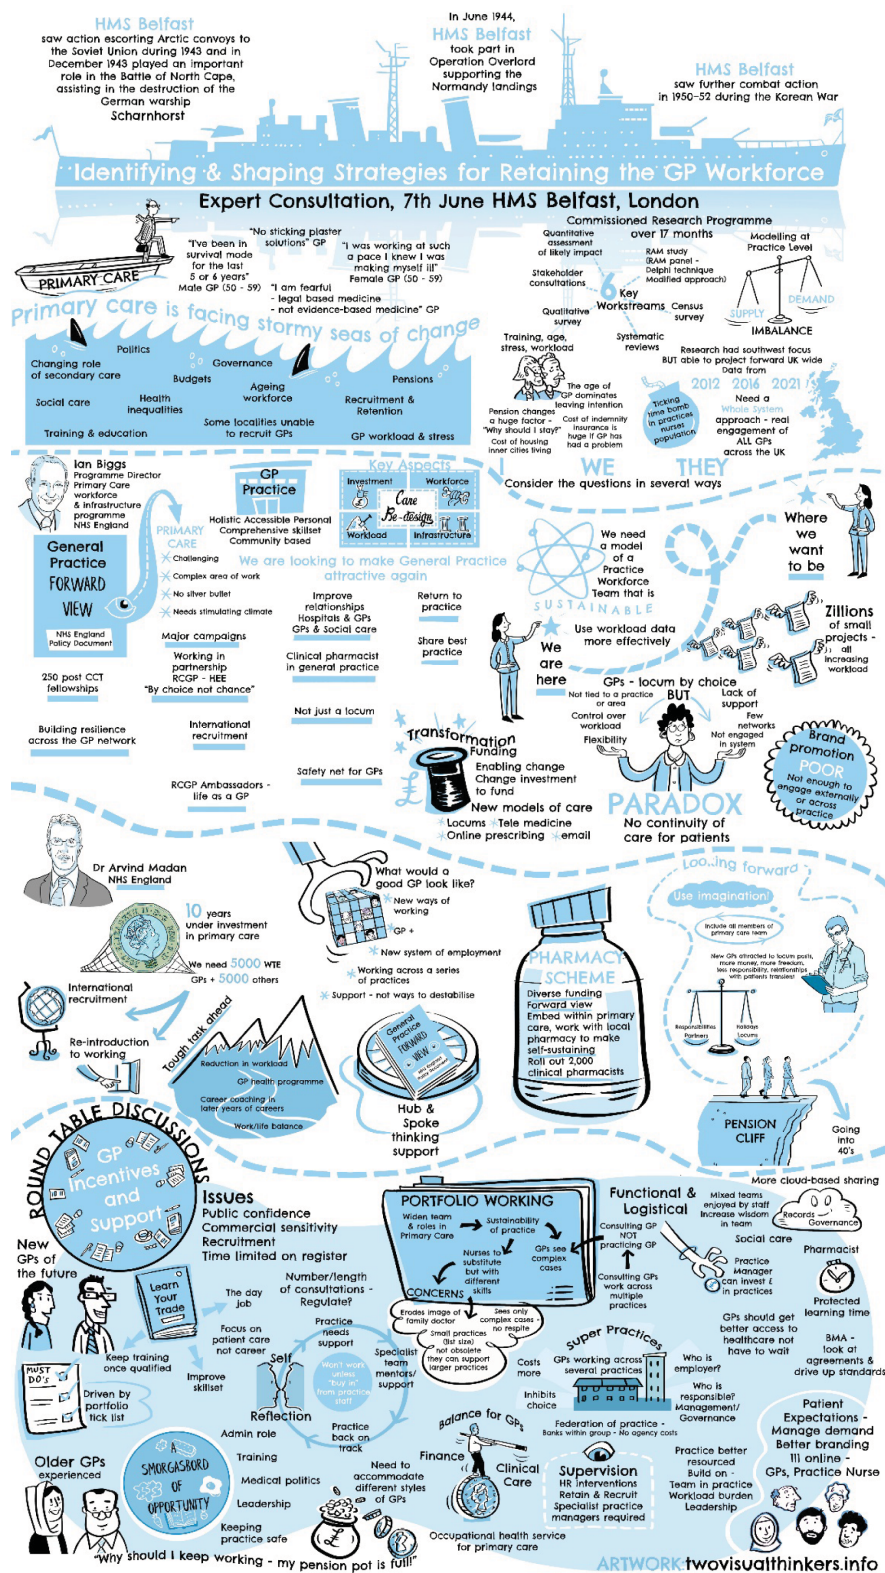 HMS Belfast
saw action escorting Arctic convoys to
the Soviet Union during 1943 and in
December 1943 played an important
role in the Battle of North Cape,
assisting in the destruction of the
German warship
Scharnhorst
In June 1944,
HMS Belfast
took part in
Operation Overlord
supporting the
Normandy landings
HMS Belfast
saw further combat action
in 1950-52 during the Korean War
Identifying & Shaping Strategies for Retaining the GP Workforce
Expert Consultation, 7th June HMS Belfast, London
PRIMARY CARE
"I've been in
survival mode
for the last
5 or 6 years"
Male GP (50 - 59)
"No sticking plaster
solutions" GP
"I am fearful
- legal based medicine
- not evidence-based medicine" GP
"I was working at such
a pace I knew I was
making myself ill"
Female GP (50 - 59)
Primary care is facing stormy seas of change
Changing role
of secondary care
Politics
Governance
Budgets
Ageing
workforce
Pensions
Social care
Health
inequalities
Recruitment &
Retention
Training & education
Some localities unable
to recruit GPs
GP workload & stress
Commissioned Research Programme
over 17 months
Quantitative
assessment
of likely impact
RAM study
(RAM panel -
Delphi technique
Modified approach)
Stakeholder
consultations
6 Key
Workstreams
Qualitative
survey
Census
survey
Systematic
reviews
Modelling at
Practice Level
SUPPLY
DEMAND
IMBALANCE
Training, age,
stress, workload
The age of
GP dominates
leaving intention
Pension changes
a huge factor -
"Why should I stay?"
Cost of housing
inner cities living
Cost of indemnity
insurance is
huge if GP has
had a problem
Research had southwest focus
BUT able to project forward UK wide
Data from
2012 2016 2021
Ticking
time bomb
in practices
nurses
population
Need a
Whole System
approach - real
engagement of
ALL GPs
across the UK
I WE THEY
Consider the questions in several ways
Ian Biggs
Programme Director
Primary Care
workforce
& infrastructure
programme
NHS England
General
Practice
FORWARD
VIEW
NHS England
Policy Document
PRIMARY
CARE
Challenging
Complex area of work
No silver bullet
Needs stimulating climate
GP
Practice
Holistic Accessible Personal
Comprehensive skillset
Community based
Key Aspects
Investment
Workforce
Care
Re-design
Workload
Infrastructure
We are looking to make General Practice
attractive again
Major campaigns
Working in
partnership
RCGP - HEE
"By choice not chance"
Improve
relationships
Hospitals & GPs
GPs & Social care
Return to
practice
Clinical pharmacist
in general practice
Share best
practice
250 post CCT
fellowships
Not just a locum
Building resilience
across the GP network
International
recruitment
Safety net for GPs
RCGP Ambassadors -
life as a GP
Transformation
Funding
Enabling change
Change investment
to fund
New models of care
Locums Tele medicine
Online prescribing email
We need
a model
of a
Practice
Workforce
Team that is
SUSTAINABLE
Use workload data
more effectively
We
are
here
Where
we
want
to be
Zillions
of small
projects -
all
increasing
workload
GPs - locum by choice
BUT
Not tied to a practice
or area
Control over
workload
Flexibility
Lack of
support
Few
networks
Not engaged
in system
PARADOX
No continuity of
care for patients
Brand
promotion
POOR
Not enough to
engage externally
or across
practice
Dr Arvind Madan
NHS England
10 years
under investment
in primary care
We need 5000 WTE
GPs + 5000 others
International
recruitment
Re-introduction
to working
Tough task ahead
Reduction in workload
GP health programme
Career coaching in
later years of careers
Work/life balance
What would a
good GP look like?
New ways of
working
GP +
New system of employment
Working across a series
of practices
Support - not ways to destabilise
General
Practice
FORWARD
VIEW
Hub &
Spoke
thinking
support
PHARMACY
SCHEME
Diverse funding
Forward view
Embed within primary
care, work with local
pharmacy to make
self-sustaining
Roll out 2,000
clinical pharmacists
Looking forward
Use imagination!
Include all members of
primary care team
New GPs attracted to locum posts,
more money, more freedom,
less responsibility, relationships
with patients transient
Responsibilities
Partners
Holidays
Locums
PENSION
CLIFF
Going
into
40's
ROUND TABLE DISCUSSIONS
GP
Incentives
and
Support
Issues
Public confidence
Commercial sensitivity
Recruitment
Time limited on register
New
GPs of
the future
Learn
Your
Trade
The day
job
Number/length
of consultations -
Regulate?
Focus on
patient care
not career
Keep training
once qualified
Improve
skillset
MUST
DO's
Driven by
portfolio
tick list
Practice
needs
support
Self
Reflection
Won't work
unless
"buy in"
from practice
staff
Specialist
team
mentors/
support
Practice
back on
track
PORTFOLIO WORKING
Widen team
& roles in
Primary Care
Sustainability
of practice
Nurses to
substitute
but with
different
skills
GPs see
complex
cases
CONCERNS
Erodes image of
family doctor
Sees only
complex cases -
no respite
Small practices
(list size)
not obsolete
they can support
larger practices
Functional &
Logistical
Consulting GP
NOT
practicing GP
Consulting GPs
work across
multiple
practices
Mixed teams
enjoyed by staff
Increase wisdom
in team
Social care
Practice
Manager
can invest £
in practices
More cloud-based sharing
Records
Governance
Pharmacist
Protected
learning time
GPs should get
better access to
healthcare not
have to wait
BMA -
look at
agreements &
drive up standards
Super Practices
GPs working across
several practices
Costs
more
Inhibits
choice
Who is
employer?
Who is
responsible?
Management/
Governance
Federation of practice -
Banks within group - No agency costs
Older GPs
experienced
A
SMORGASBORD
OF
OPPORTUNITY
Admin role
Training
Medical politics
Leadership
Keeping
practice safe
Need to
accommodate
different styles
of GPs
"Why should I keep working - my pension pot is full!"
Balance for GPs
Finance
Clinical
Care
Occupational health service
for primary care
Supervision
HR interventions
Retain & Recruit
Specialist practice
managers required
Practice better
resourced
Build on -
Team in practice
Workload burden
Leadership
Patient
Expectations -
Manage demand
Better branding
111 online -
GPs, Practice Nurse
ARTWORK: twovisualthinkers.info